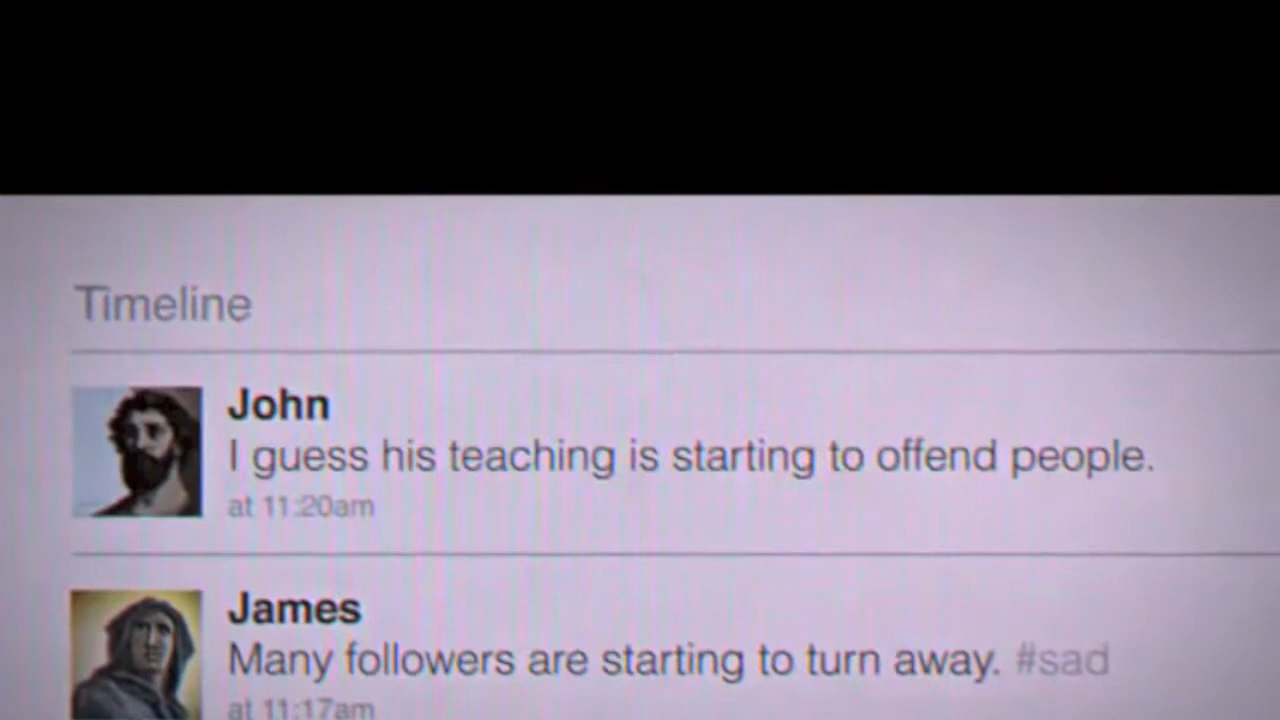 Timeline
John
I guess his teaching is starting to offend people.
at 11:20am
James
Many followers are starting to turn away. #sad
at 11:17am